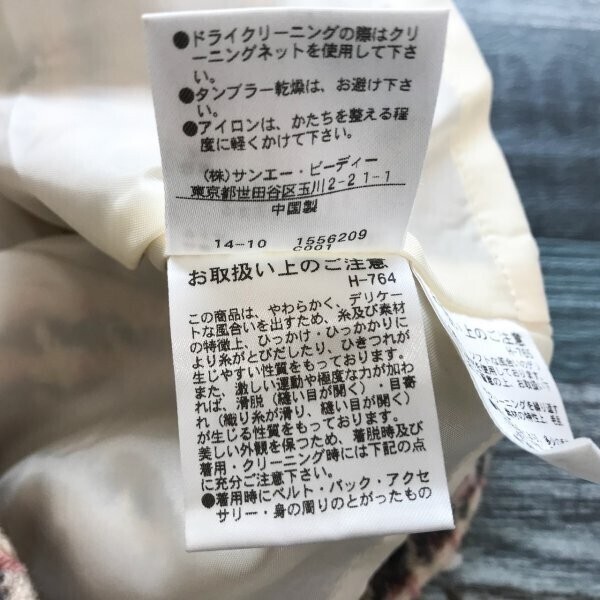 ●ドライクリーニングの際はクリ
ーニングネットを使用して下さ
い。
●タンブラー乾燥は、お避け下さ
い。
●アイロンは、かたちを整える程
度に軽くかけて下さい。
(株)サンエー・ビーディー
東京都世田谷区玉川2-21-1
中国製
14-10 1556209
お取扱い上のご注意
H-764
この商品は、やわらかく、デリケー
トな風合いを出すため、糸及び素材
の特徴上、ひっかけ・ひっかかりに
より糸がとびだしたり、ひきつれが
生じやすい性質をもっております。
また、激しい運動や極度な力が加わ
れば、滑脱（縫い目が開く）・目寄
れ（織り糸が滑り、縫い目が開く）
が生じる性質をもっております。
美しい外観を保つため、着脱時及び
着用・クリーニング時には下記の点
に充分ご注意下さい。
●着用時にベルト・バック・アクセ
サリー・身の周りのとがったもの
い上のご注意
H-765